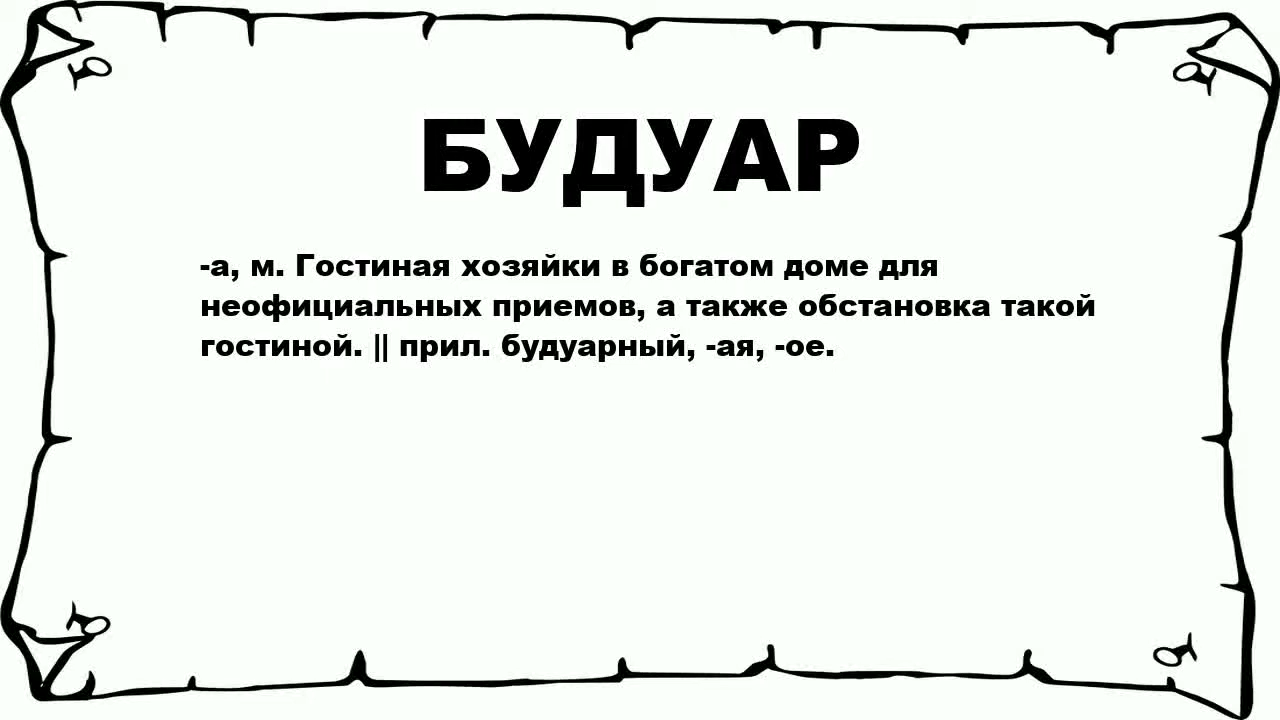 БУДУАР
-а, м. Гостиная хозяйки в богатом доме для
неофициальных приемов, а также обстановка такой
гостиной. || прил. будуарный, -ая, -ое.